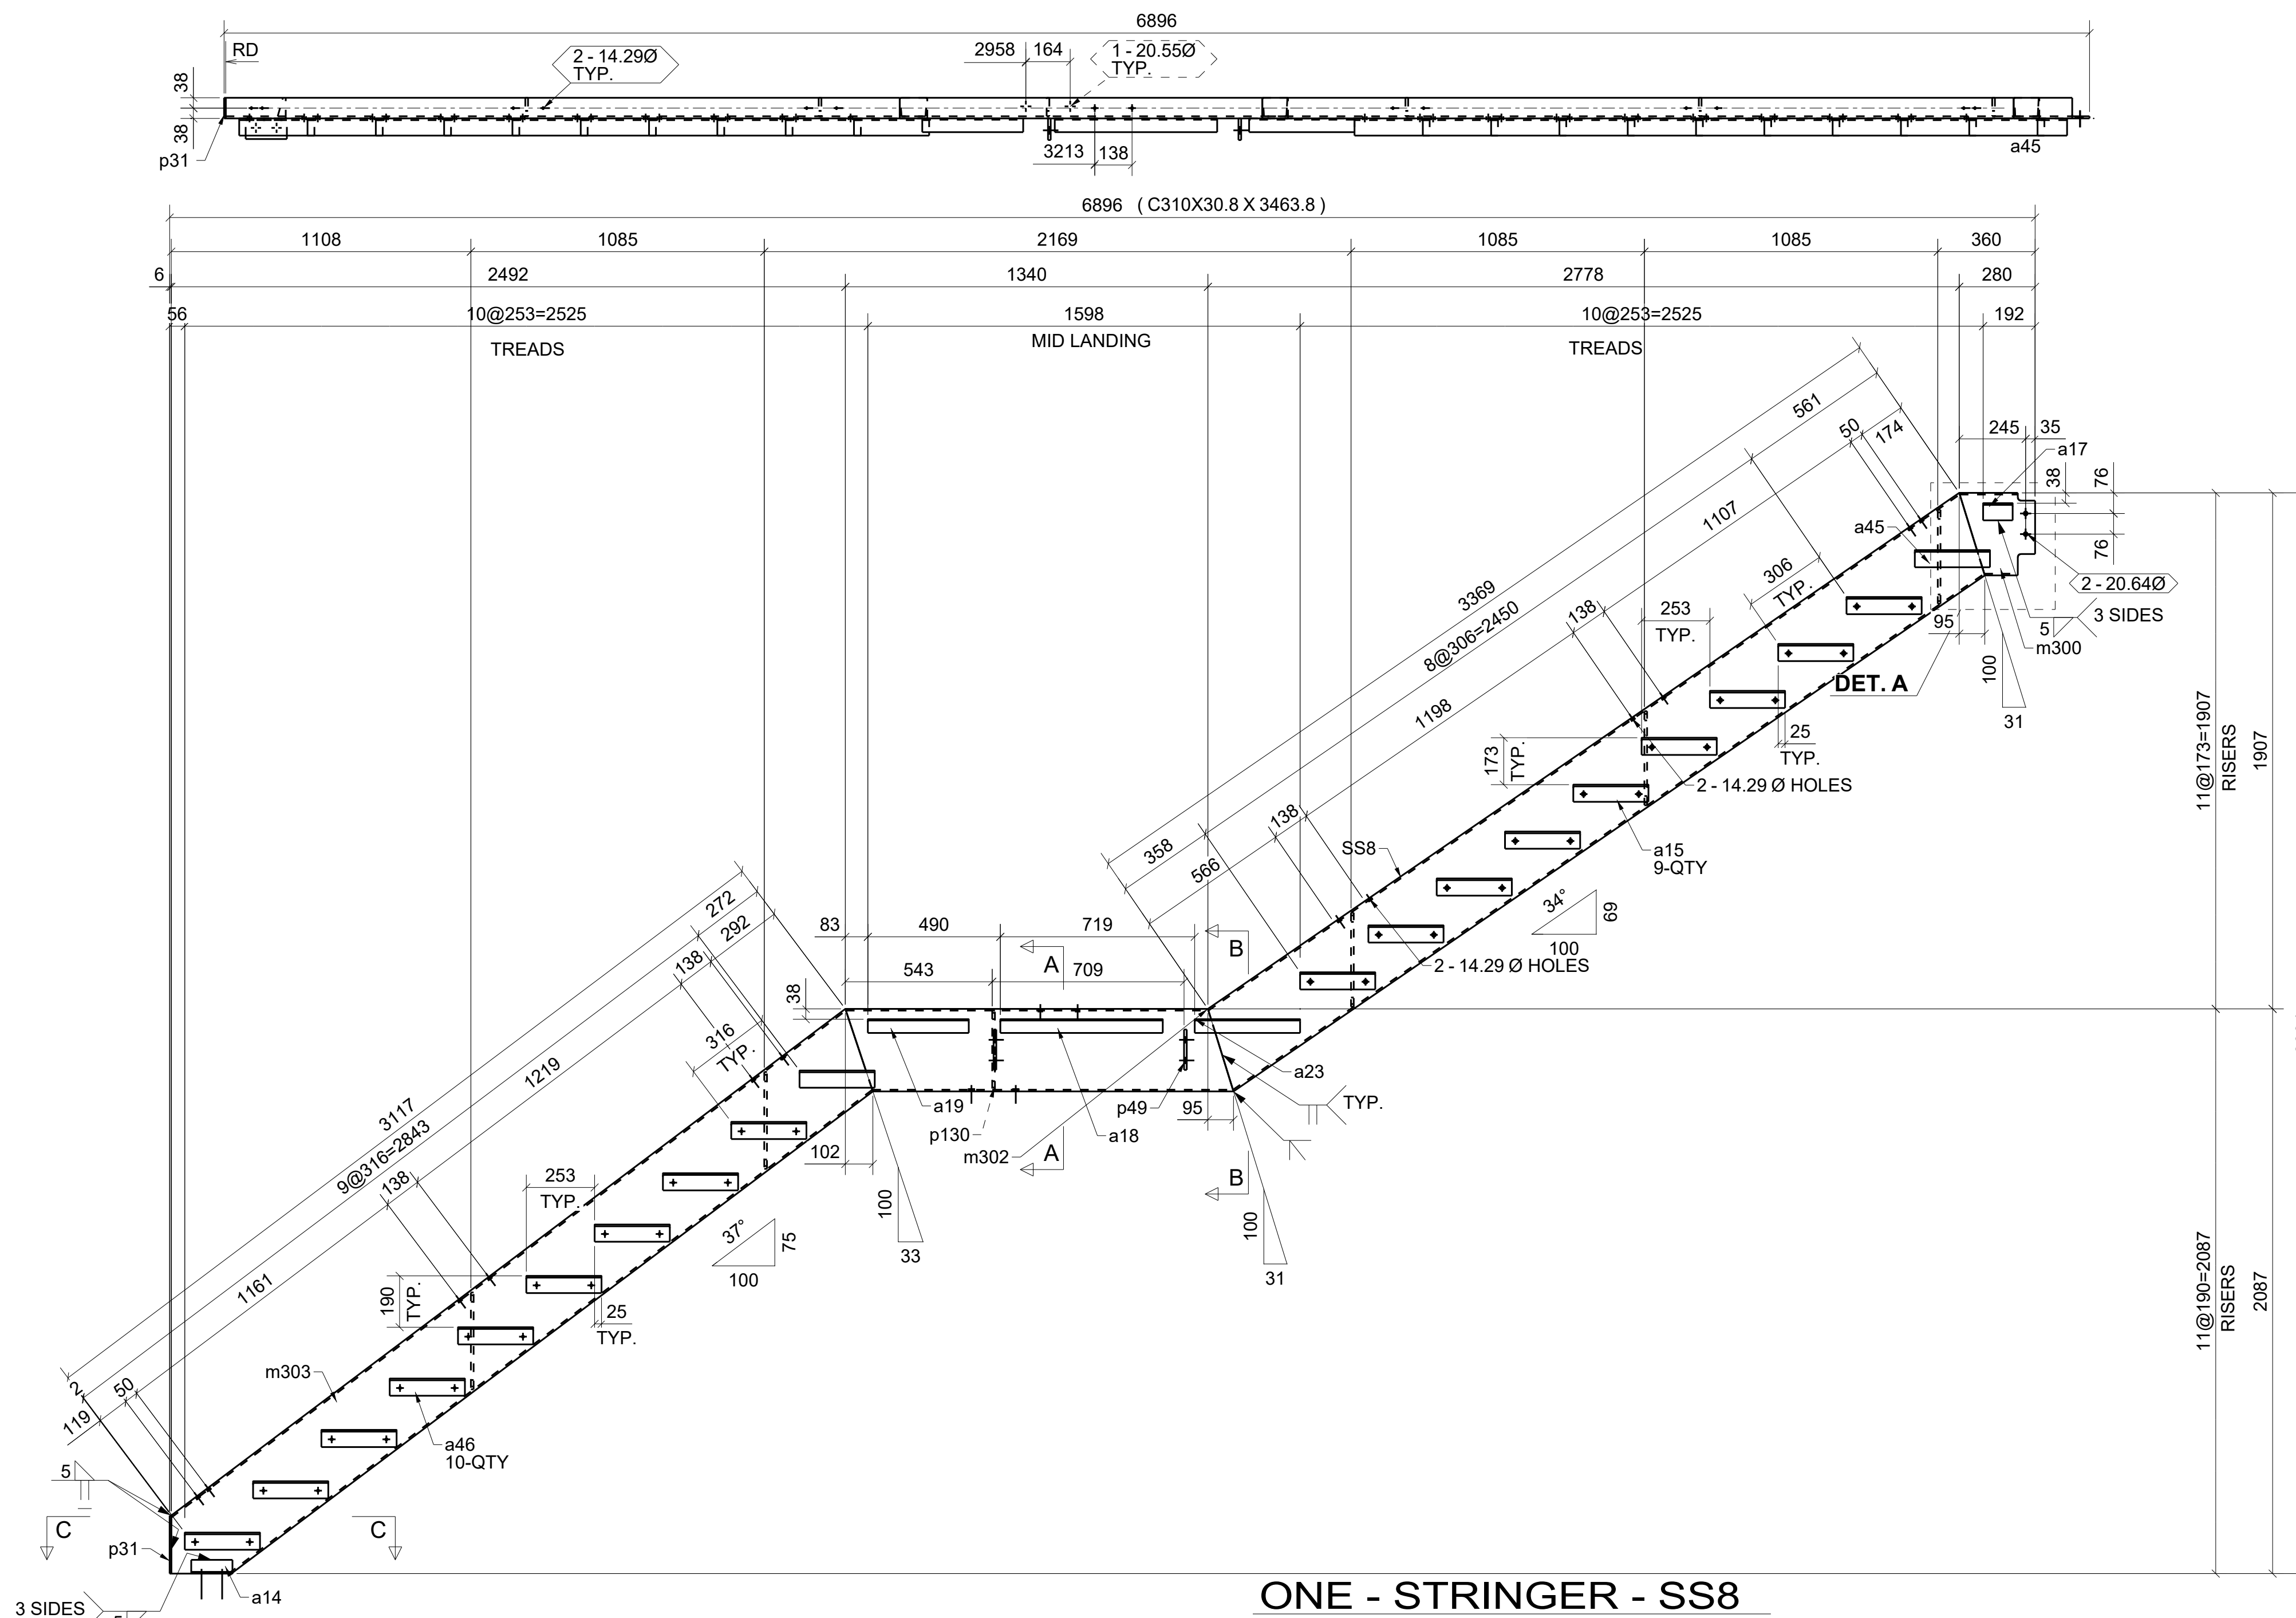 6896
RD
2 - 14.29Ø
TYP.
2958
164
1 - 20.55Ø
TYP.
38
38
p31
3213
138
a45
6896 ( C310X30.8 X 3463.8 )
1108
1085
2169
1085
1085
360
6
2492
1340
2778
280
56
10@253=2525
1598
10@253=2525
192
TREADS
MID LANDING
TREADS
561
50
174
245
35
a17
38
76
1107
a45
76
306
TYP.
2 - 20.64Ø
3369
8@306=2450
138
253
TYP.
95
5
3 SIDES
m300
100
DET. A
31
1198
25
TYP.
173
TYP.
2 - 14.29 Ø HOLES
11@173=1907
RISERS
1907
358
138
566
SS8
a15
9-QTY
34°
69
100
2 - 14.29 Ø HOLES
272
292
138
83
490
719
A
B
543
709
38
316
TYP.
1219
a23
TYP.
3117
9@316=2843
138
a19
p130
m302
a18
p49
95
A
B
102
100
33
100
31
253
TYP.
37°
75
100
190
TYP.
25
TYP.
1161
11@190=2087
RISERS
2087
m303
2
50
119
a46
10-QTY
5
C
C
p31
a14
3 SIDES
5
ONE - STRINGER - SS8